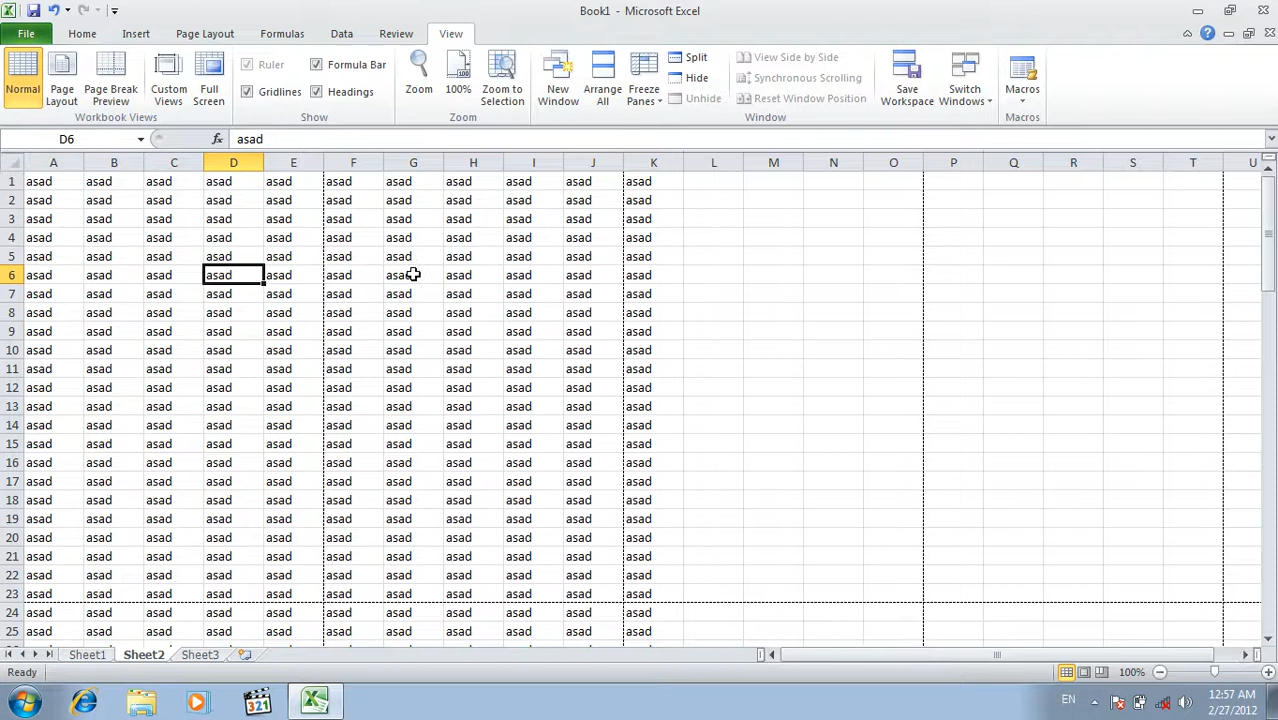 Book1 - Microsoft Excel
File Home Insert Page Layout Formulas Data Review View
Normal Page Layout Page Break Preview Custom Views Full Screen
Workbook Views
Ruler Formula Bar
Gridlines Headings
Show
Zoom 100% Zoom to Selection
Zoom
New Window Arrange All Freeze Panes
Split View Side by Side
Hide Synchronous Scrolling
Unhide Reset Window Position
Save Workspace Switch Windows
Window
Macros
Macros
D6 fx asad
A B C D E F G H I J K L M N O P Q R S T U
1 asad asad asad asad asad asad asad asad asad asad asad
2 asad asad asad asad asad asad asad asad asad asad asad
3 asad asad asad asad asad asad asad asad asad asad asad
4 asad asad asad asad asad asad asad asad asad asad asad
5 asad asad asad asad asad asad asad asad asad asad asad
6 asad asad asad asad asad asad asad asad asad asad asad
7 asad asad asad asad asad asad asad asad asad asad asad
8 asad asad asad asad asad asad asad asad asad asad asad
9 asad asad asad asad asad asad asad asad asad asad asad
10 asad asad asad asad asad asad asad asad asad asad asad
11 asad asad asad asad asad asad asad asad asad asad asad
12 asad asad asad asad asad asad asad asad asad asad asad
13 asad asad asad asad asad asad asad asad asad asad asad
14 asad asad asad asad asad asad asad asad asad asad asad
15 asad asad asad asad asad asad asad asad asad asad asad
16 asad asad asad asad asad asad asad asad asad asad asad
17 asad asad asad asad asad asad asad asad asad asad asad
18 asad asad asad asad asad asad asad asad asad asad asad
19 asad asad asad asad asad asad asad asad asad asad asad
20 asad asad asad asad asad asad asad asad asad asad asad
21 asad asad asad asad asad asad asad asad asad asad asad
22 asad asad asad asad asad asad asad asad asad asad asad
23 asad asad asad asad asad asad asad asad asad asad asad
24 asad asad asad asad asad asad asad asad asad asad asad
25 asad asad asad asad asad asad asad asad asad asad asad
Sheet1 Sheet2 Sheet3
Ready 100%
321 EN 12:57 AM
2/27/2012